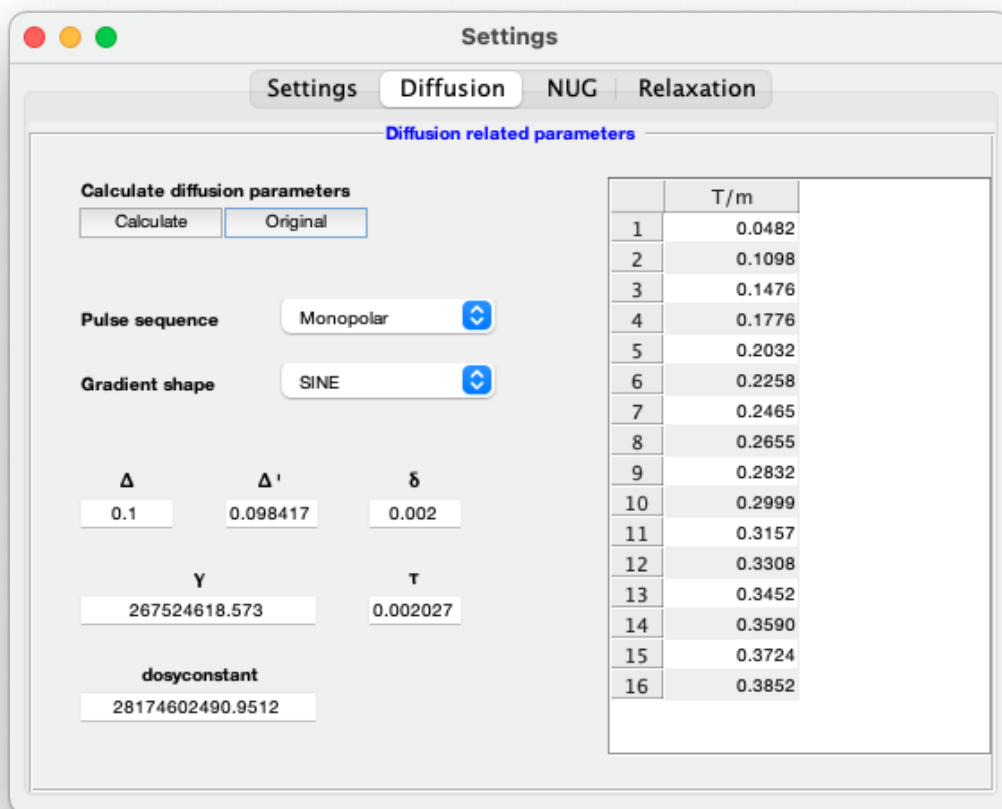 Settings
Settings Diffusion NUG Relaxation
Diffusion related parameters
Calculate diffusion parameters
Calculate Original
Pulse sequence Monopolar
Gradient shape SINE
Δ Δ' δ
0.1 0.098417 0.002
γ τ
267524618.573 0.002027
dosyconstant
28174602490.9512
T/m
1 0.0482
2 0.1098
3 0.1476
4 0.1776
5 0.2032
6 0.2258
7 0.2465
8 0.2655
9 0.2832
10 0.2999
11 0.3157
12 0.3308
13 0.3452
14 0.3590
15 0.3724
16 0.3852